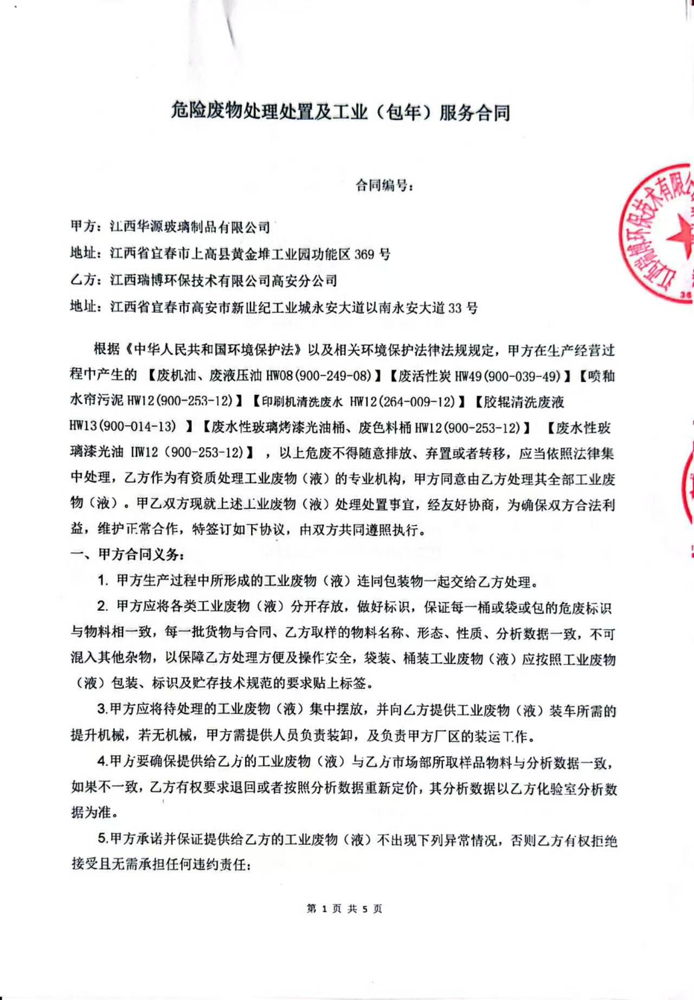 危险废物处理处置及工业（包年）服务合同
合同编号：
甲方：江西华源玻璃制品有限公司
地址：江西省宜春市上高县黄金堆工业园功能区 369 号
乙方：江西瑞博环保技术有限公司高安分公司
地址：江西省宜春市高安市新世纪工业城永安大道以南永安大道 33 号
根据《中华人民共和国环境保护法》以及相关环境保护法律法规规定，甲方在生产经营过
程中产生的 【废机油、废液压油 HW08(900-249-08)】【废活性炭 HW49(900-039-49)】【喷釉
水帘污泥 HW12(900-253-12)】【印刷机清洗废水 HW12(264-009-12)】【胶辊清洗废液
HW13(900-014-13) 】【废水性玻璃烤漆光油桶、废色料桶 HW12(900-253-12)】 【废水性玻
璃漆光油 HW12（900-253-12)】 ，以上危废不得随意排放、弃置或者转移，应当依照法律集
中处理，乙方作为有资质处理工业废物（液）的专业机构，甲方同意由乙方处理其全部工业废
物（液）。甲乙双方现就上述工业废物（液）处理处置事宜，经友好协商，为确保双方合法利
益，维护正常合作，特签订如下协议，由双方共同遵照执行。
一、甲方合同义务：
1. 甲方生产过程中所形成的工业废物（液）连同包装物一起交给乙方处理。
2. 甲方应将各类工业废物（液）分开存放，做好标识，保证每一桶或袋或包的危废标识
与物料相一致，每一批货物与合同、乙方取样的物料名称、形态、性质、分析数据一致，不可
混入其他杂物，以保障乙方处理方便及操作安全，袋装、桶装工业废物（液）应按照工业废物
（液）包装、标识及贮存技术规范的要求贴上标签。
3.甲方应将待处理的工业废物（液）集中摆放，并向乙方提供工业废物（液）装车所需的
提升机械，若无机械，甲方需提供人员负责装卸，及负责甲方厂区的装运工作。
4.甲方要确保提供给乙方的工业废物（液）与乙方市场部所取样品物料与分析数据一致，
如果不一致，乙方有权要求退回或者按照分析数据重新定价，其分析数据以乙方化验室分析数
据为准。
5.甲方承诺并保证提供给乙方的工业废物（液）不出现下列异常情况，否则乙方有权拒绝
接受且无需承担任何违约责任：
第 1 页 共 5 页
江西瑞博环保技术有限公
36